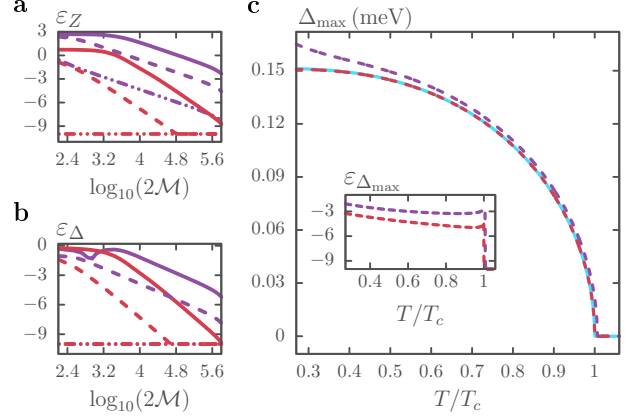 a
ε_Z
3
0
−3
−6
−9
2.4 3.2 4 4.8 5.6
log₁₀(2ℳ)
b
ε_Δ
0
−3
−6
−9
2.4 3.2 4 4.8 5.6
log₁₀(2ℳ)
c
Δ_max (meV)
0.15
0.12
0.09
0.06
0.03
0
ε_Δmax
−3
−6
−9
0.4 0.6 0.8 1
T/T_c
0.3 0.4 0.5 0.6 0.7 0.8 0.9 1
T/T_c